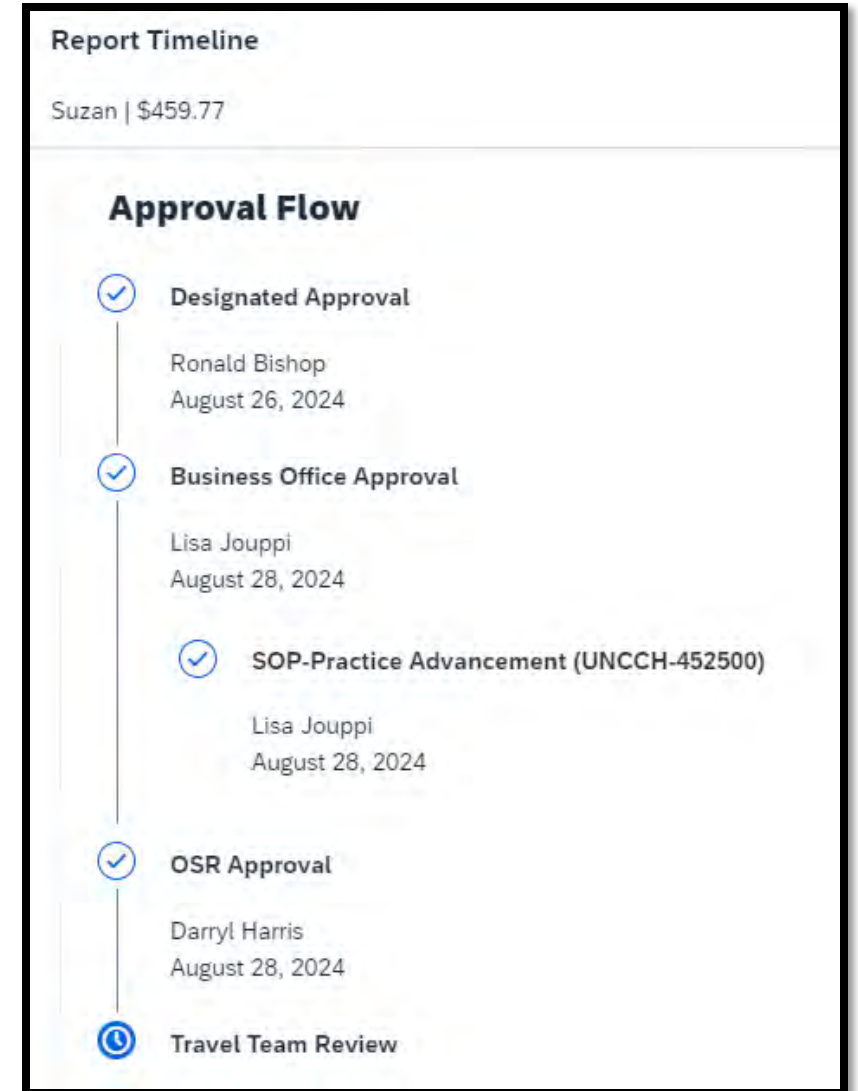 Report Timeline
Suzan | $459.77
Approval Flow
Designated Approval
Ronald Bishop
August 26, 2024
Business Office Approval
Lisa Jouppi
August 28, 2024
SOP-Practice Advancement (UNCCH-452500)
Lisa Jouppi
August 28, 2024
OSR Approval
Darryl Harris
August 28, 2024
Travel Team Review